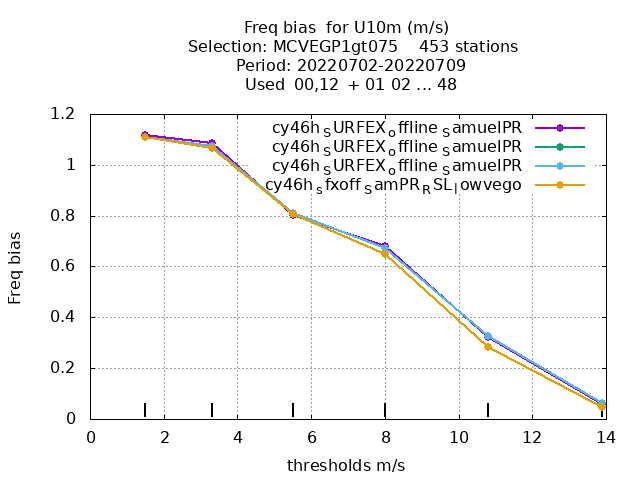 Freq bias  for U10m (m/s)
Selection: MCVEGP1gt075    453 stations
Period: 20220702-20220709
Used  00,12  + 01 02 ... 48
cy46h_SURFEX_offline_SamuelPR
cy46h_SURFEX_offline_SamuelPR
cy46h_SURFEX_offline_SamuelPR
cy46h_sfxoff_SamPR_RSL_lowvego
1.2
1
0.8
0.6
0.4
0.2
0
Freq bias
0 2 4 6 8 10 12 14
thresholds m/s